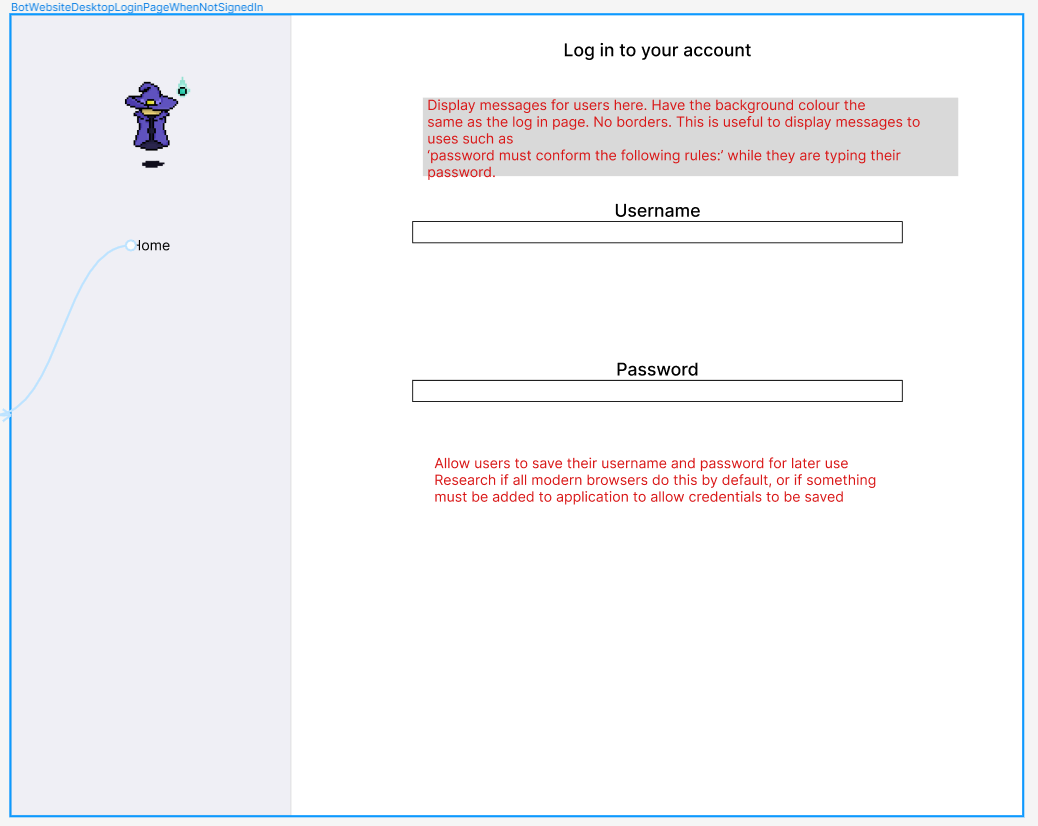 BotWebsiteDesktopLoginPageWhenNotSignedIn
Log in to your account
Display messages for users here. Have the background colour the
same as the log in page. No borders. This is useful to display messages to
uses such as
‘password must conform the following rules:’ while they are typing their
password.
Username
Home
Password
Allow users to save their username and password for later use
Research if all modern browsers do this by default, or if something
must be added to application to allow credentials to be saved